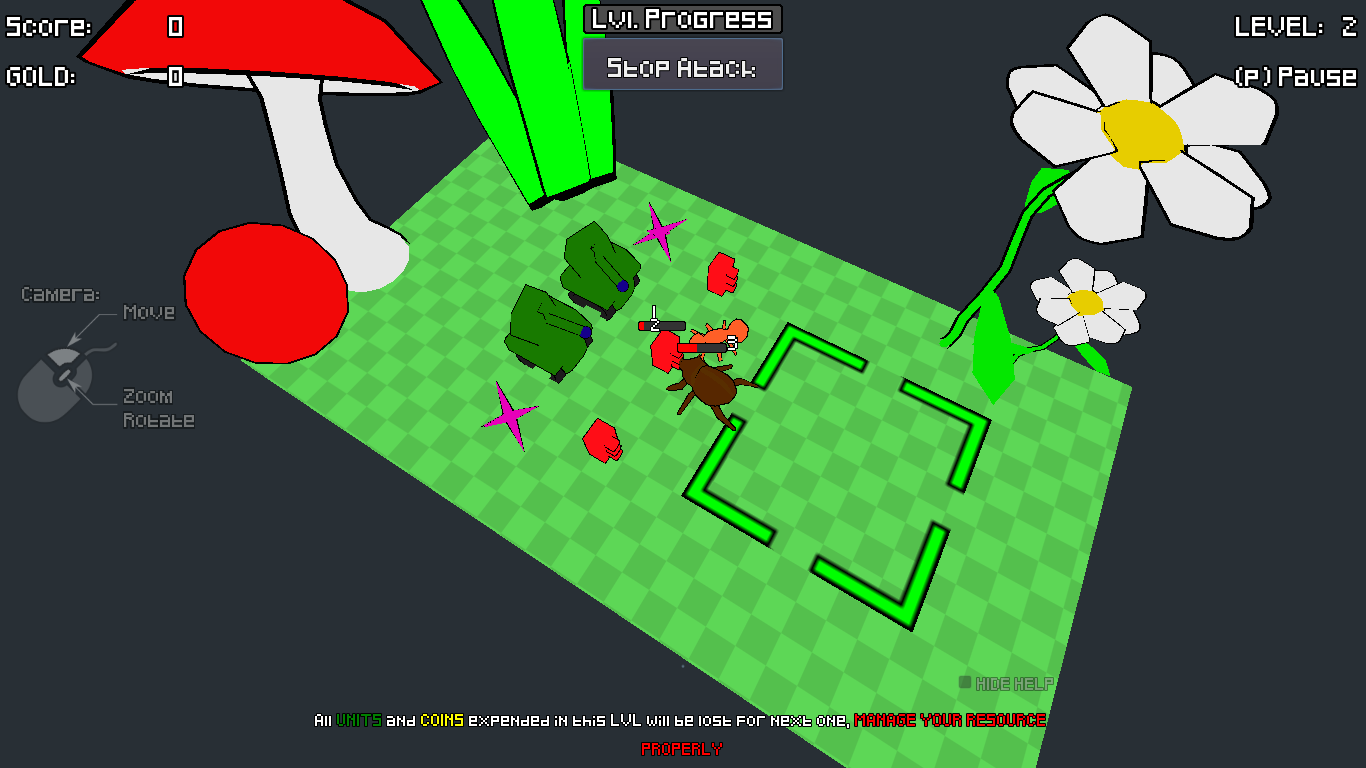 Score: 0
Lvl. Progress
LEVEL: 2
GOLD: 0
Stop Atack
(P) Pause
Camera:
Move
Zoom
Rotate
HIDE HELP
All UNITS and COINS expended in this LVL will be lost for next one, MANAGE YOUR RESOURCE
PROPERLY